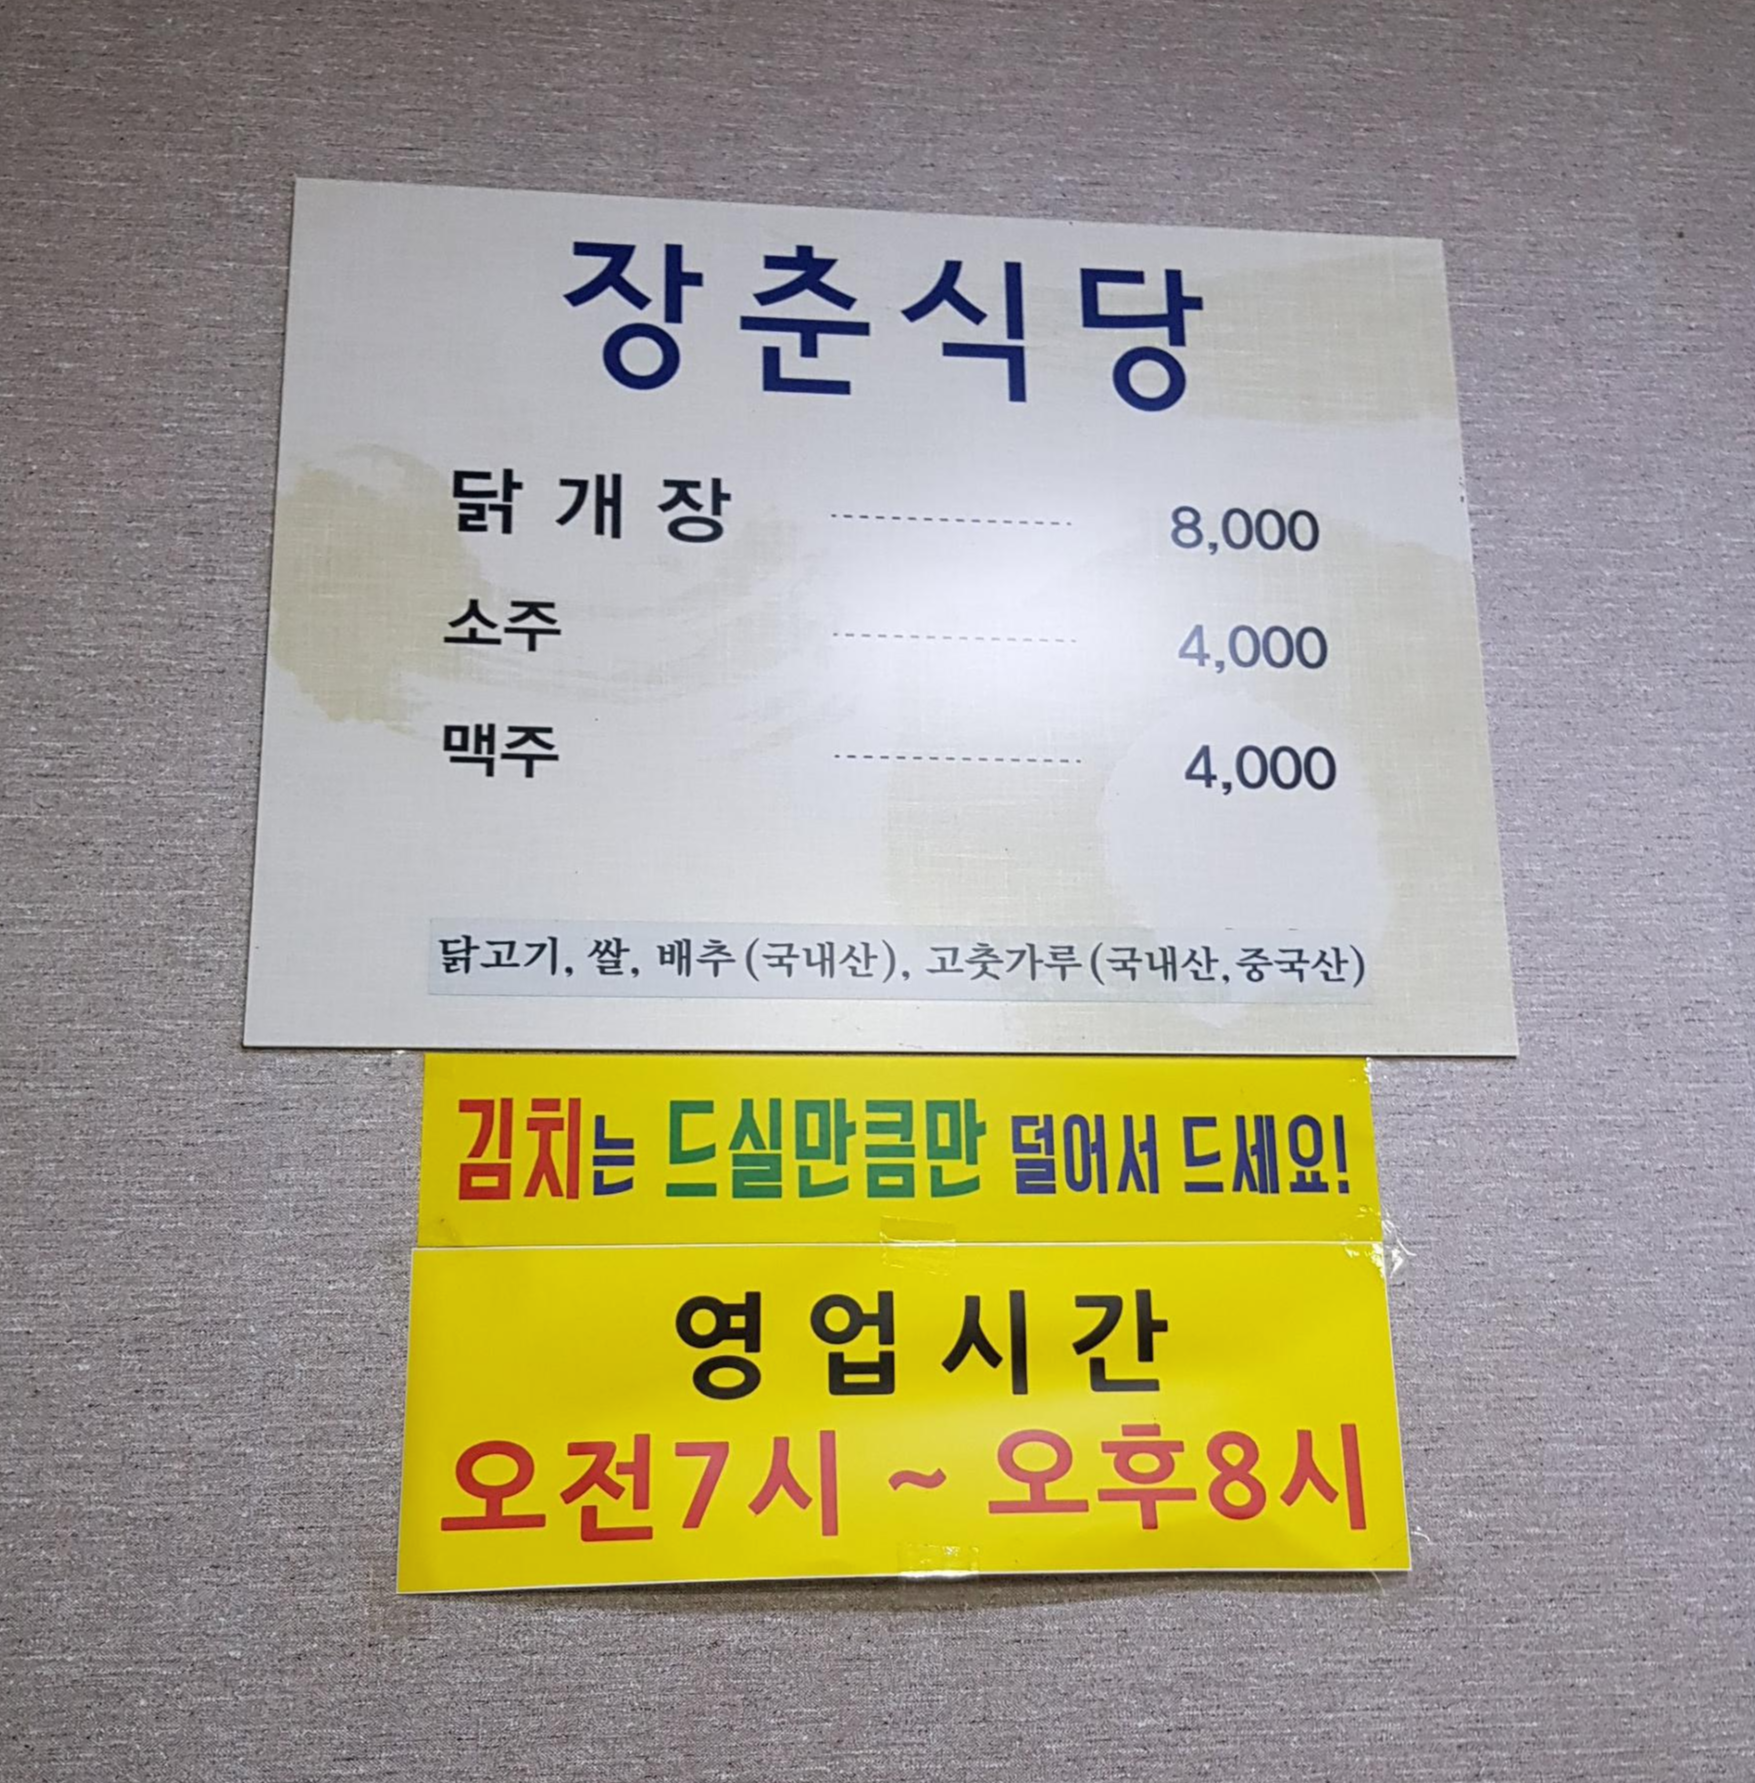 장춘식당
닭개장 8,000
소주 4,000
맥주 4,000
닭고기, 쌀, 배추(국내산), 고춧가루(국내산,중국산)
김치는 드실만큼만 덜어서 드세요!
영업시간
오전7시 ~ 오후8시